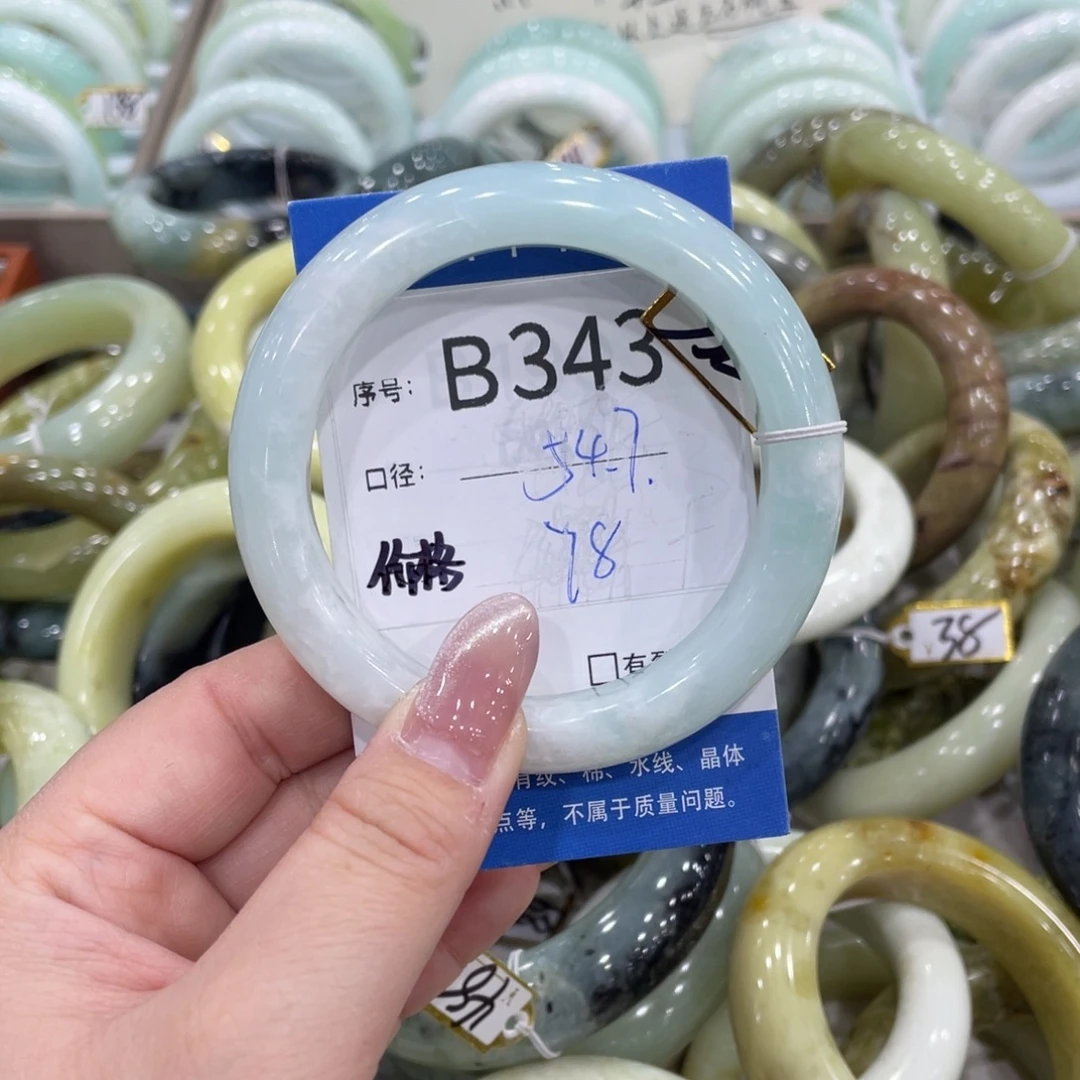 序号: B343
口径: 54.7.
价格 78
有纹、棉、水线、晶体
点等，不属于质量问题。
38
48